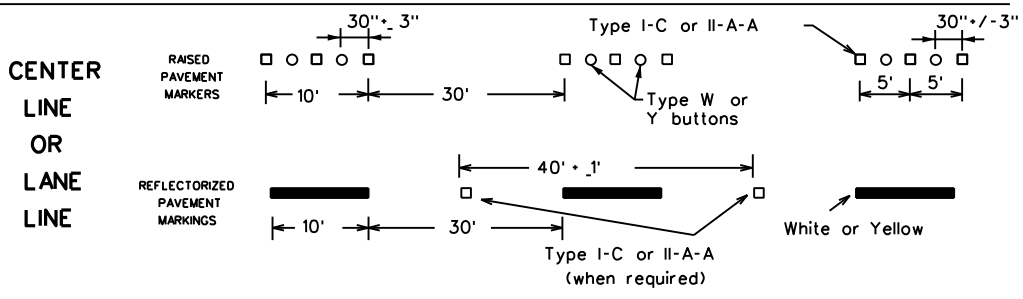 CENTER
LINE
OR
LANE
LINE
RAISED
PAVEMENT
MARKERS
30"+_ 3"
10'
30'
Type I-C or II-A-A
Type W or
Y buttons
30"+/-3"
5' 5'
REFLECTORIZED
PAVEMENT
MARKINGS
40' +_ 1'
10'
30'
Type I-C or II-A-A
(when required)
White or Yellow